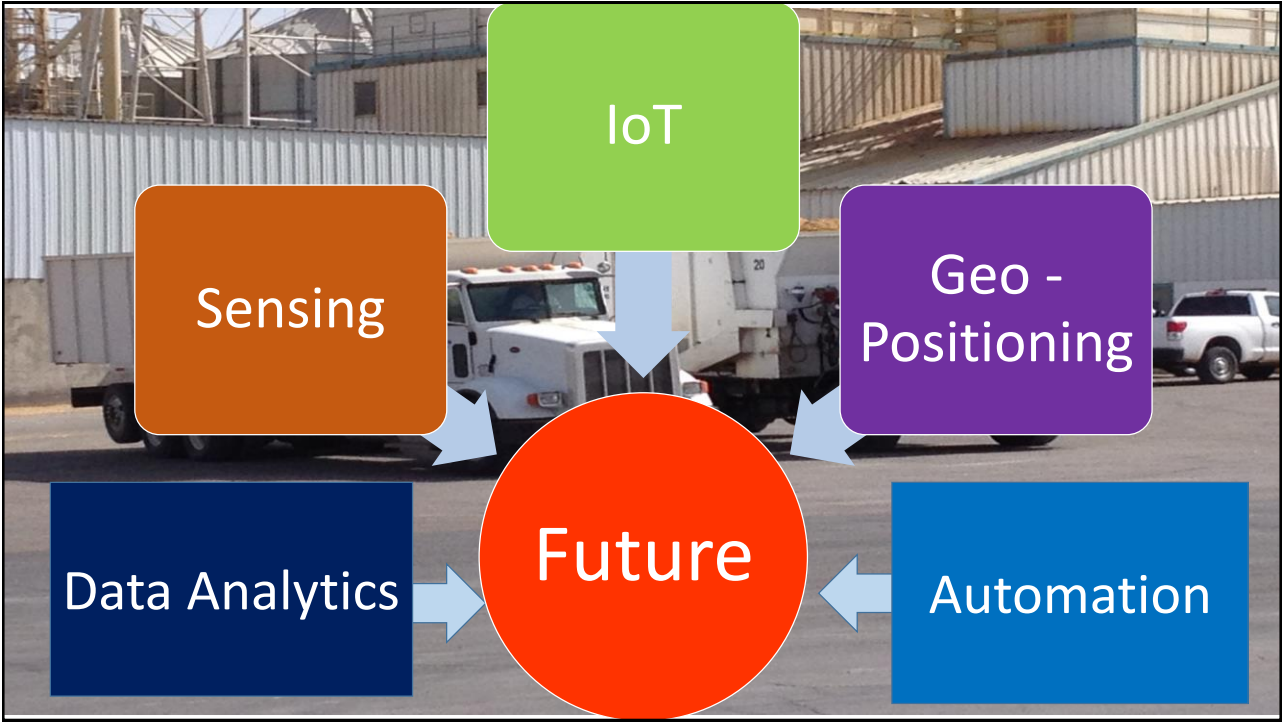 IoT
Sensing
Geo -
Positioning
20
Data Analytics
Future
Automation